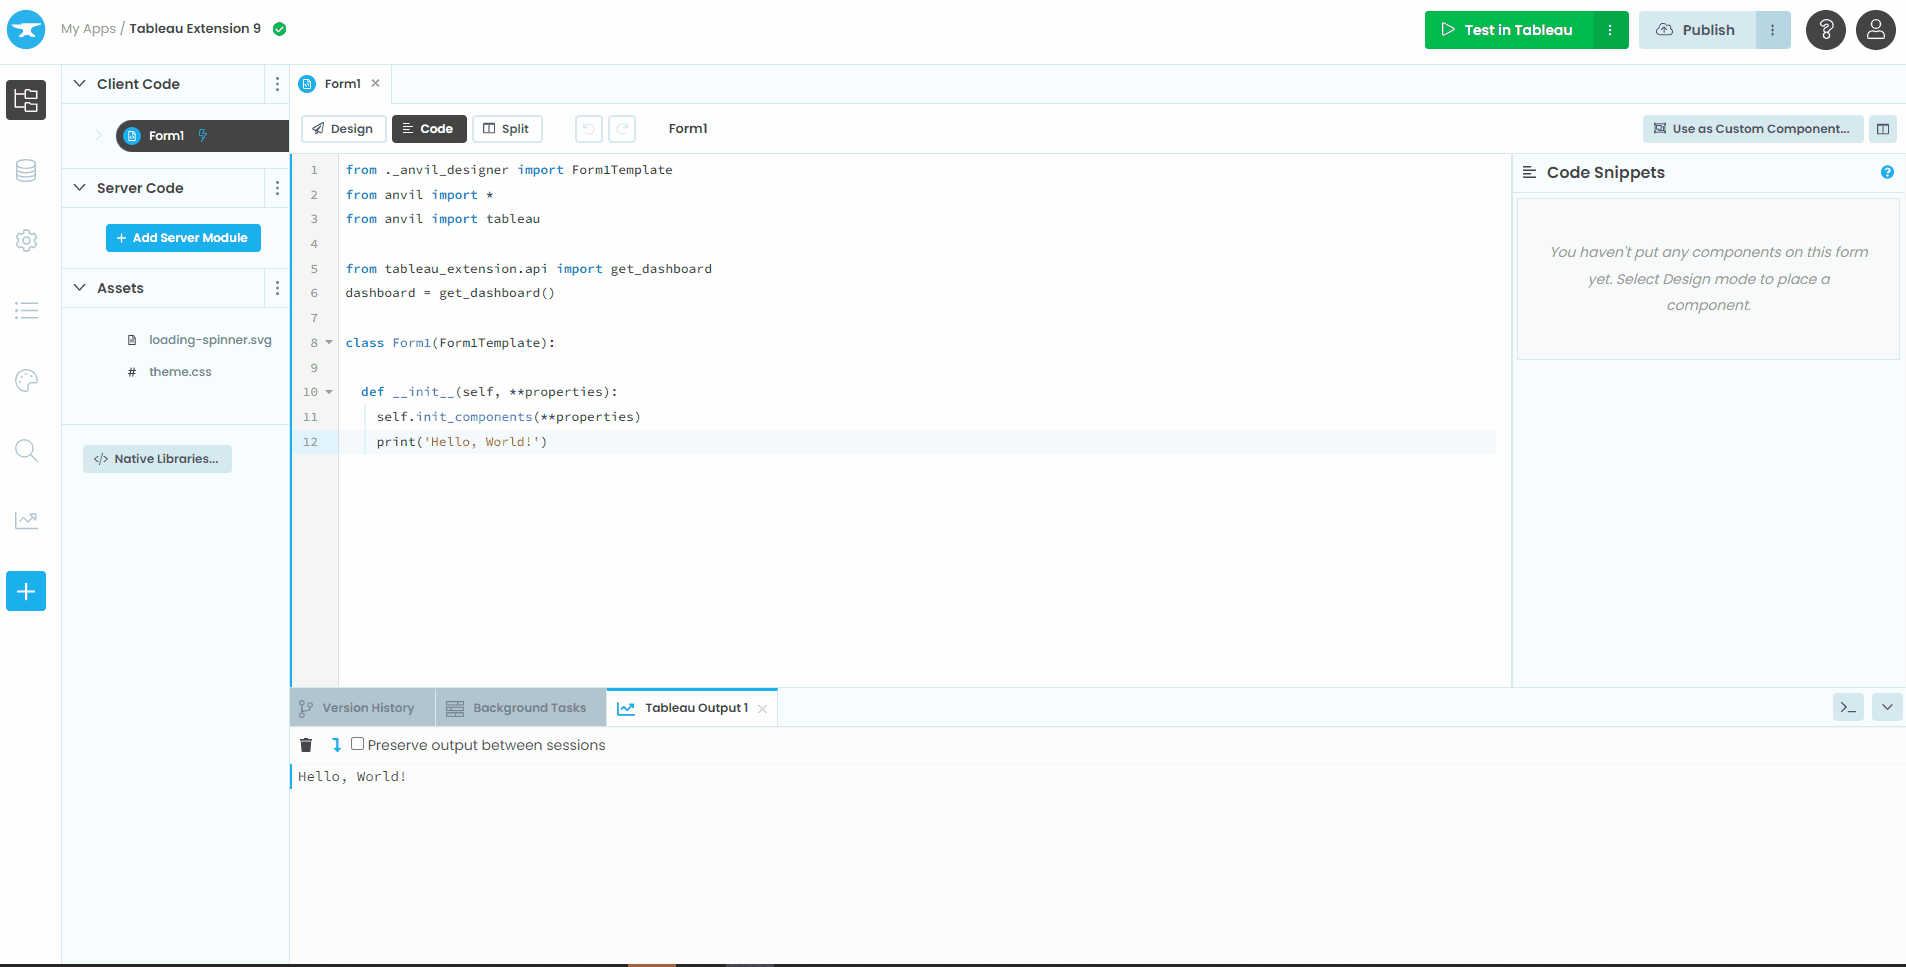 My Apps / Tableau Extension 9
Test in Tableau
Publish
Client Code
Form1
Server Code
+ Add Server Module
Assets
loading-spinner.svg
# theme.css
</> Native Libraries...
Form1
Design
Code
Split
Form1
Use as Custom Component...
1 from ._anvil_designer import Form1Template
2 from anvil import *
3 from anvil import tableau
4
5 from tableau_extension.api import get_dashboard
6 dashboard = get_dashboard()
7
8 class Form1(Form1Template):
9
10 def __init__(self, **properties):
11 self.init_components(**properties)
12 print('Hello, World!')
Code Snippets
You haven't put any components on this form
yet. Select Design mode to place a
component.
Version History
Background Tasks
Tableau Output 1
Preserve output between sessions
Hello, World!